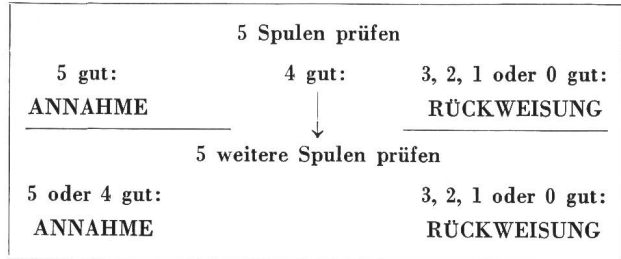 5 Spulen prüfen
5 gut: 4 gut: 3, 2, 1 oder 0 gut:
ANNAHME RÜCKWEISUNG
5 weitere Spulen prüfen
5 oder 4 gut: 3, 2, 1 oder 0 gut:
ANNAHME RÜCKWEISUNG